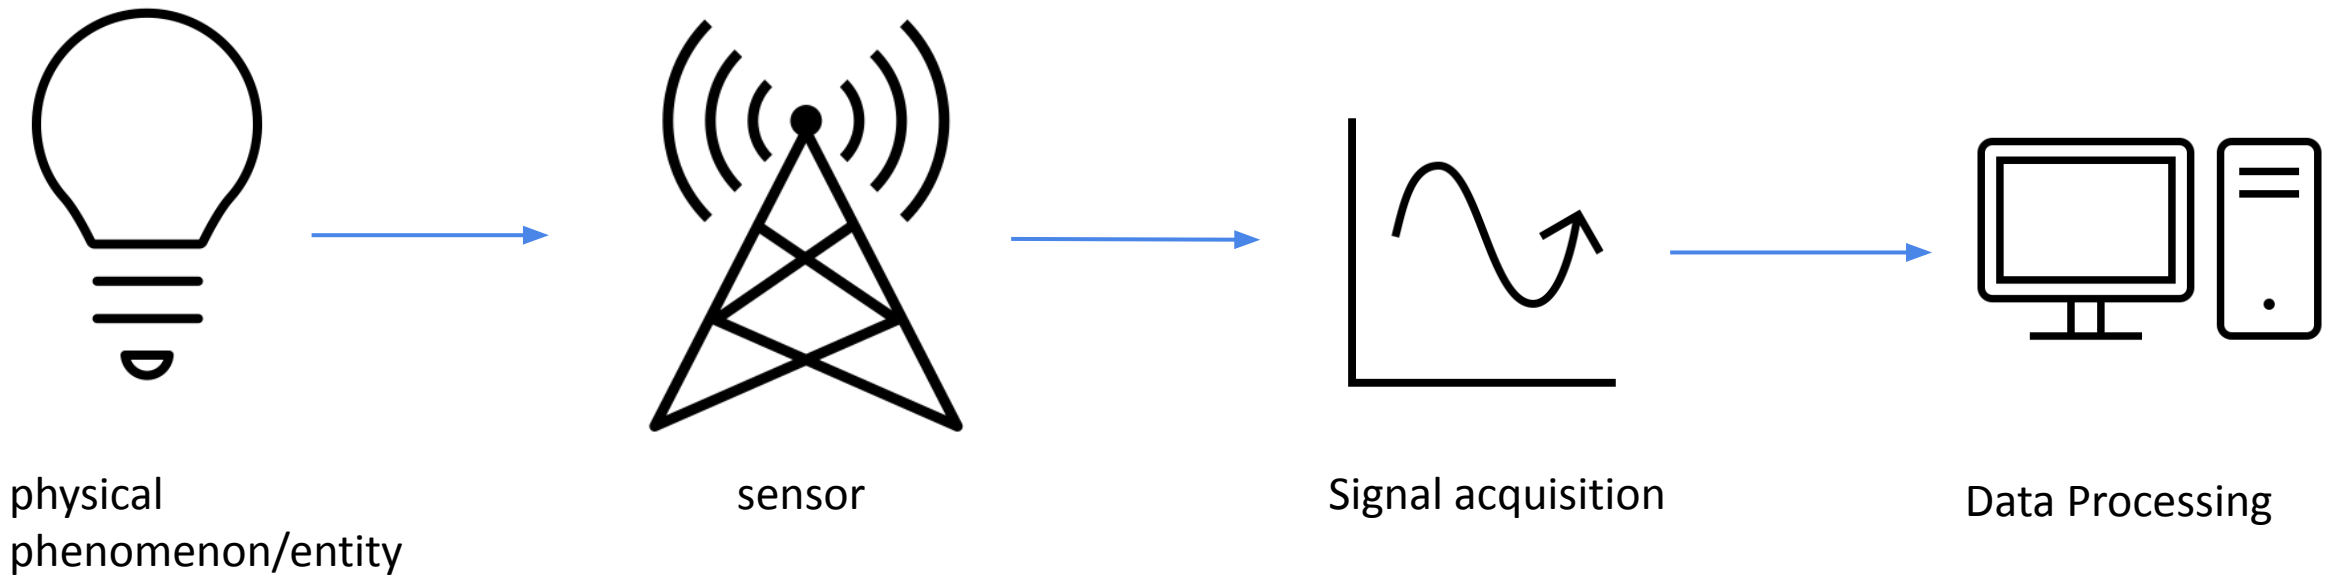 physical
phenomenon/entity
sensor
Signal acquisition
Data Processing